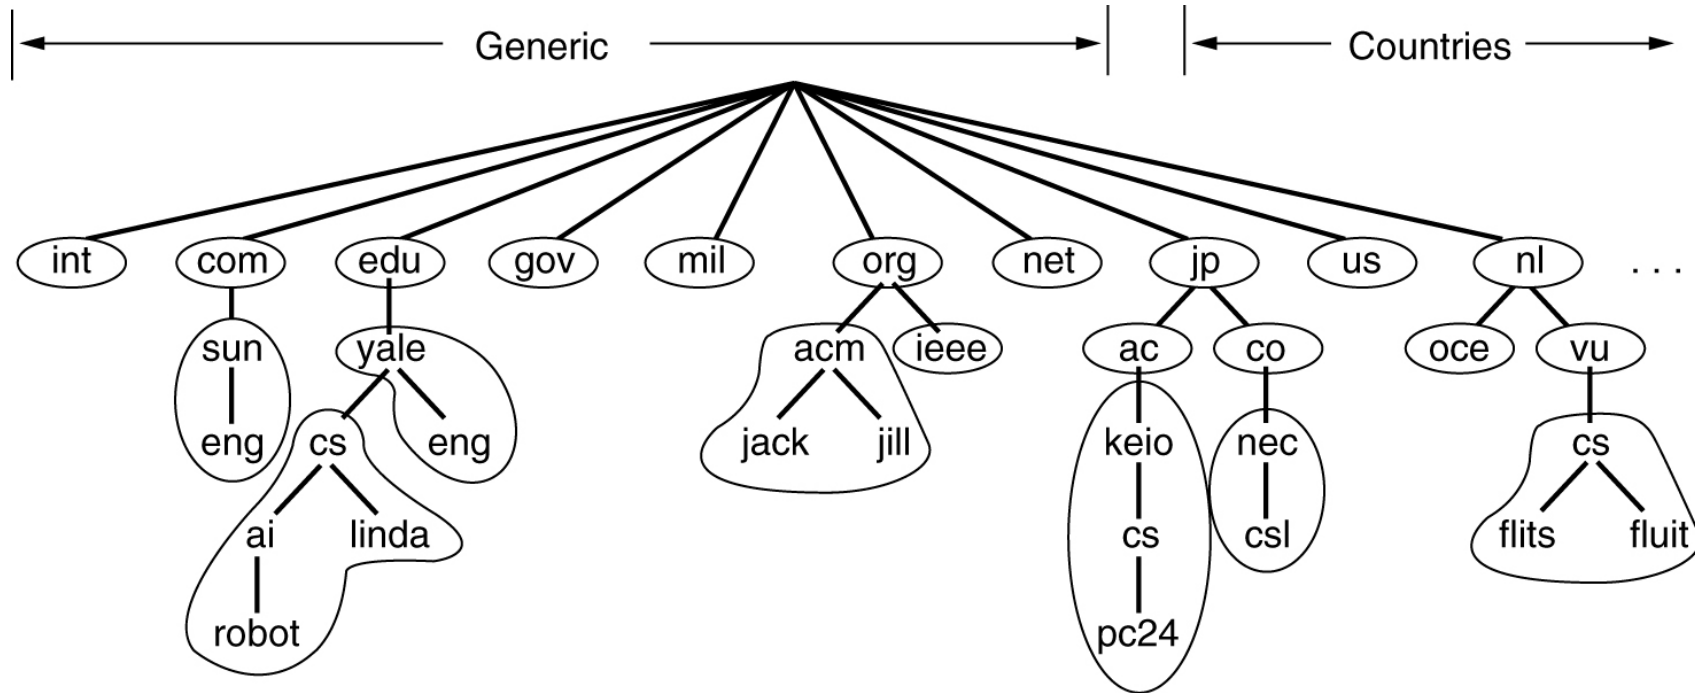 Generic Countries
int com edu gov mil org net jp us nl ...
sun yale acm ieee ac co oce vu
eng cs eng jack jill keio nec cs
ai linda cs csl flits fluit
robot pc24